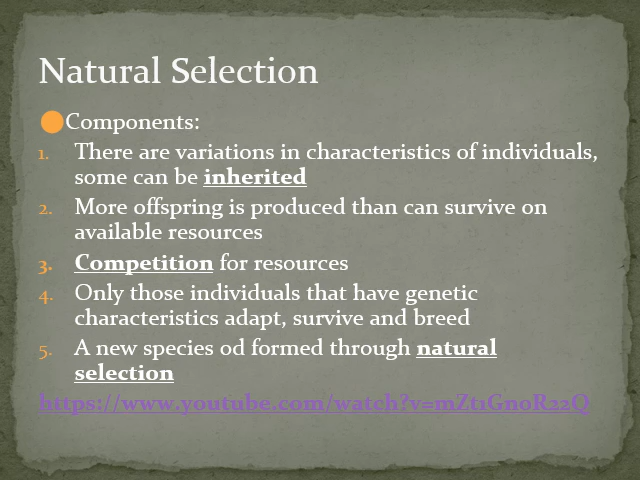 Natural Selection
Components:
1. There are variations in characteristics of individuals,
some can be inherited
2. More offspring is produced than can survive on
available resources
3. Competition for resources
4. Only those individuals that have genetic
characteristics adapt, survive and breed
5. A new species od formed through natural
selection
https://www.youtube.com/watch?v=mZt1Gn0R22Q